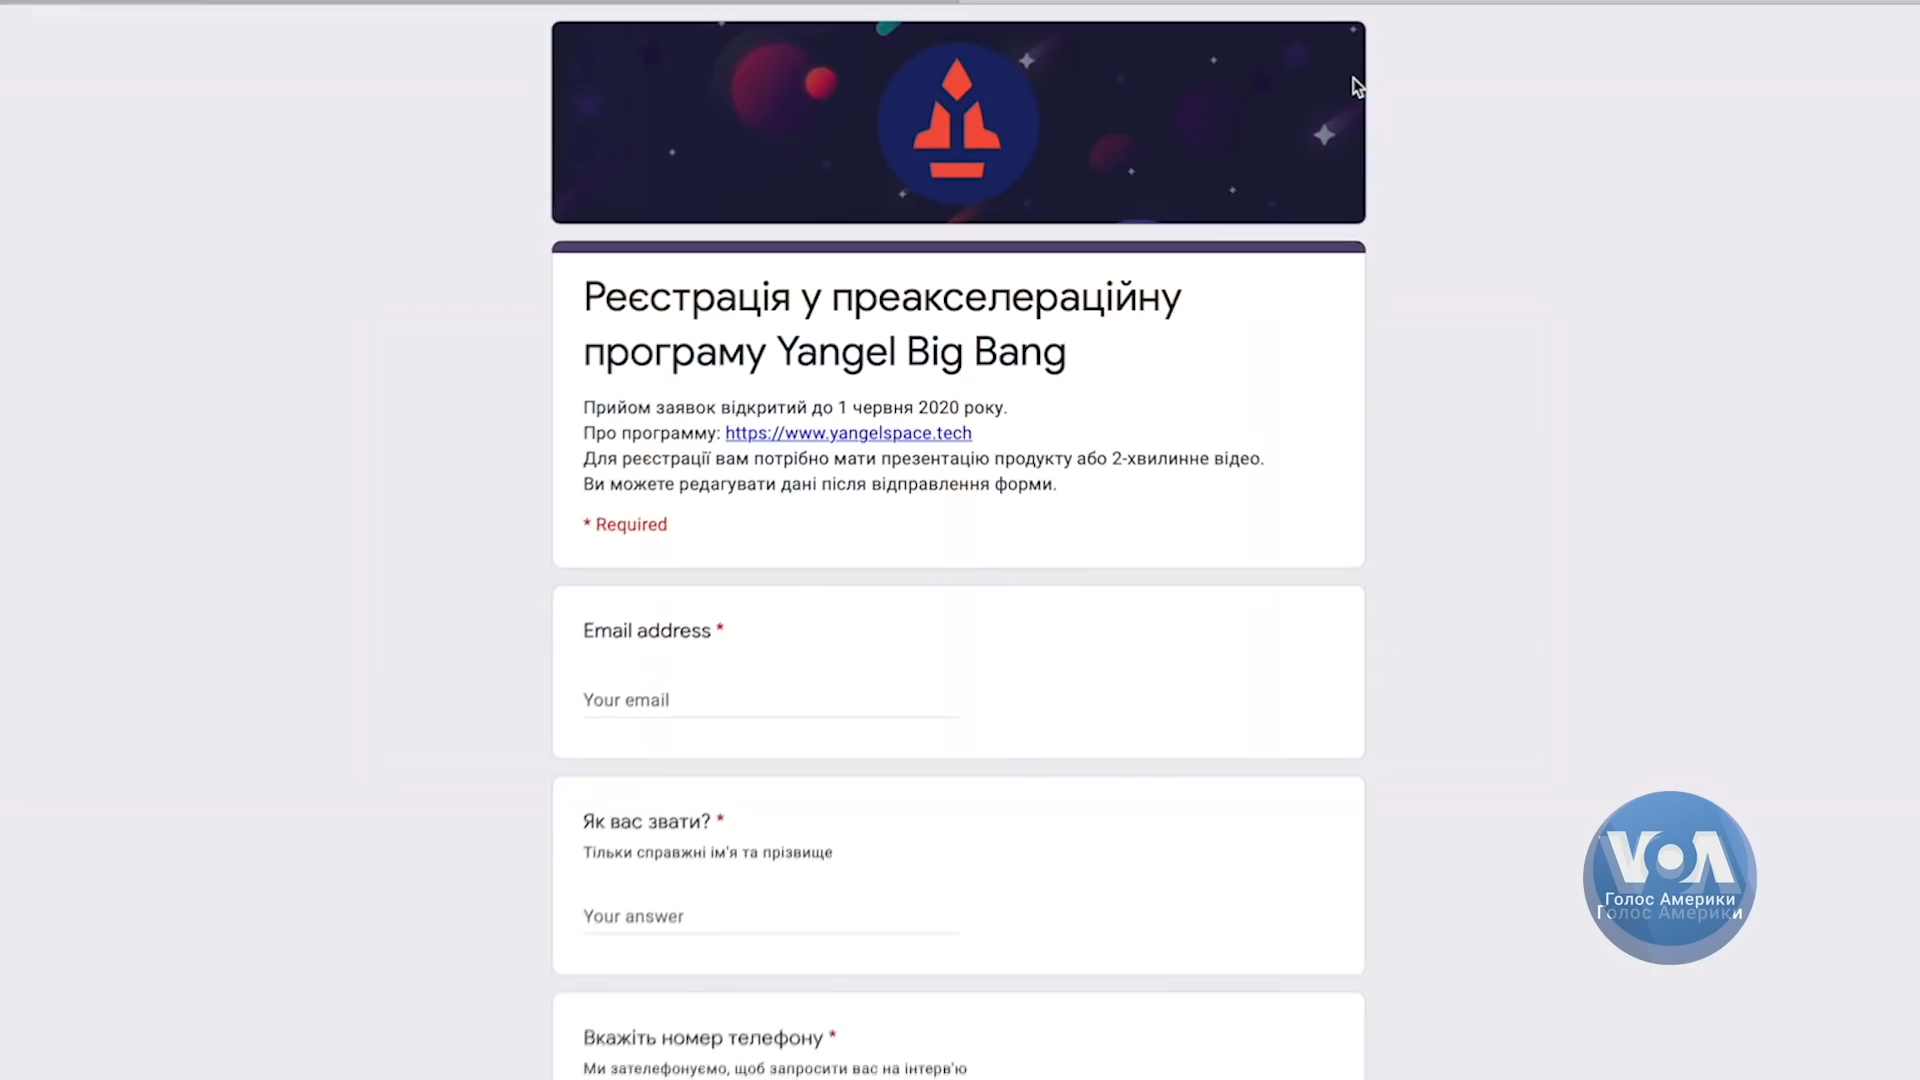 Реєстрація у преакселераційну
програму Yangel Big Bang
Прийом заявок відкритий до 1 червня 2020 року.
Про программу: https://www.yangelspace.tech
Для реєстрації вам потрібно мати презентацію продукту або 2-хвилинне відео.
Ви можете редагувати дані після відправлення форми.
* Required
Email address *
Your email
Як вас звати? *
Тільки справжні ім'я та прізвище
Your answer
Вкажіть номер телефону *
Ми зателефонуємо, щоб запросити вас на інтерв'ю
VOA
Голос Америки
Голос Америки